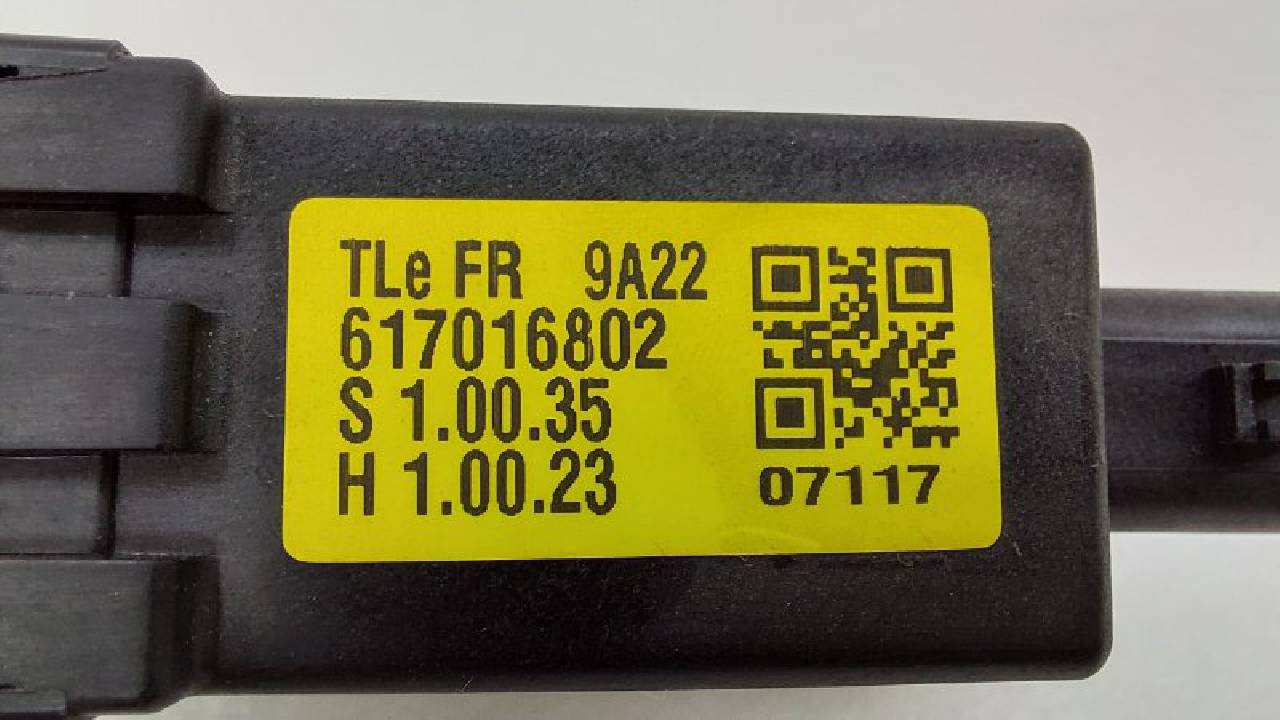 TLe FR 9A22
617016802
S 1.00.35
H 1.00.23
07117